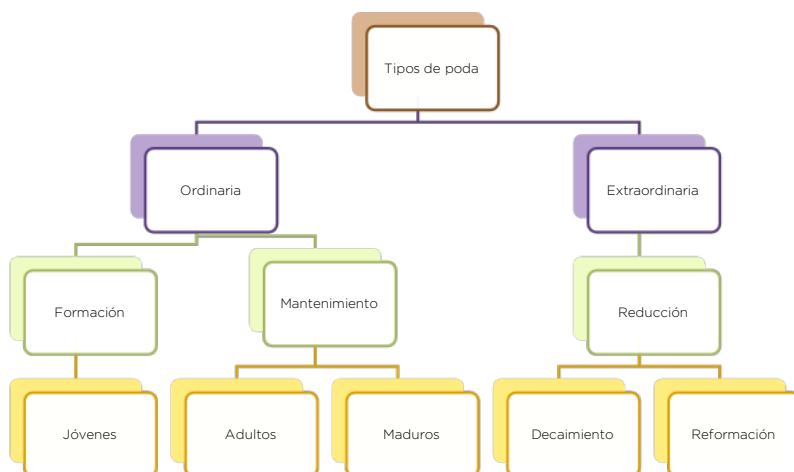 Tipos de poda
Ordinaria
Extraordinaria
Formación
Mantenimiento
Reducción
Jóvenes
Adultos
Maduros
Decaimiento
Reformación